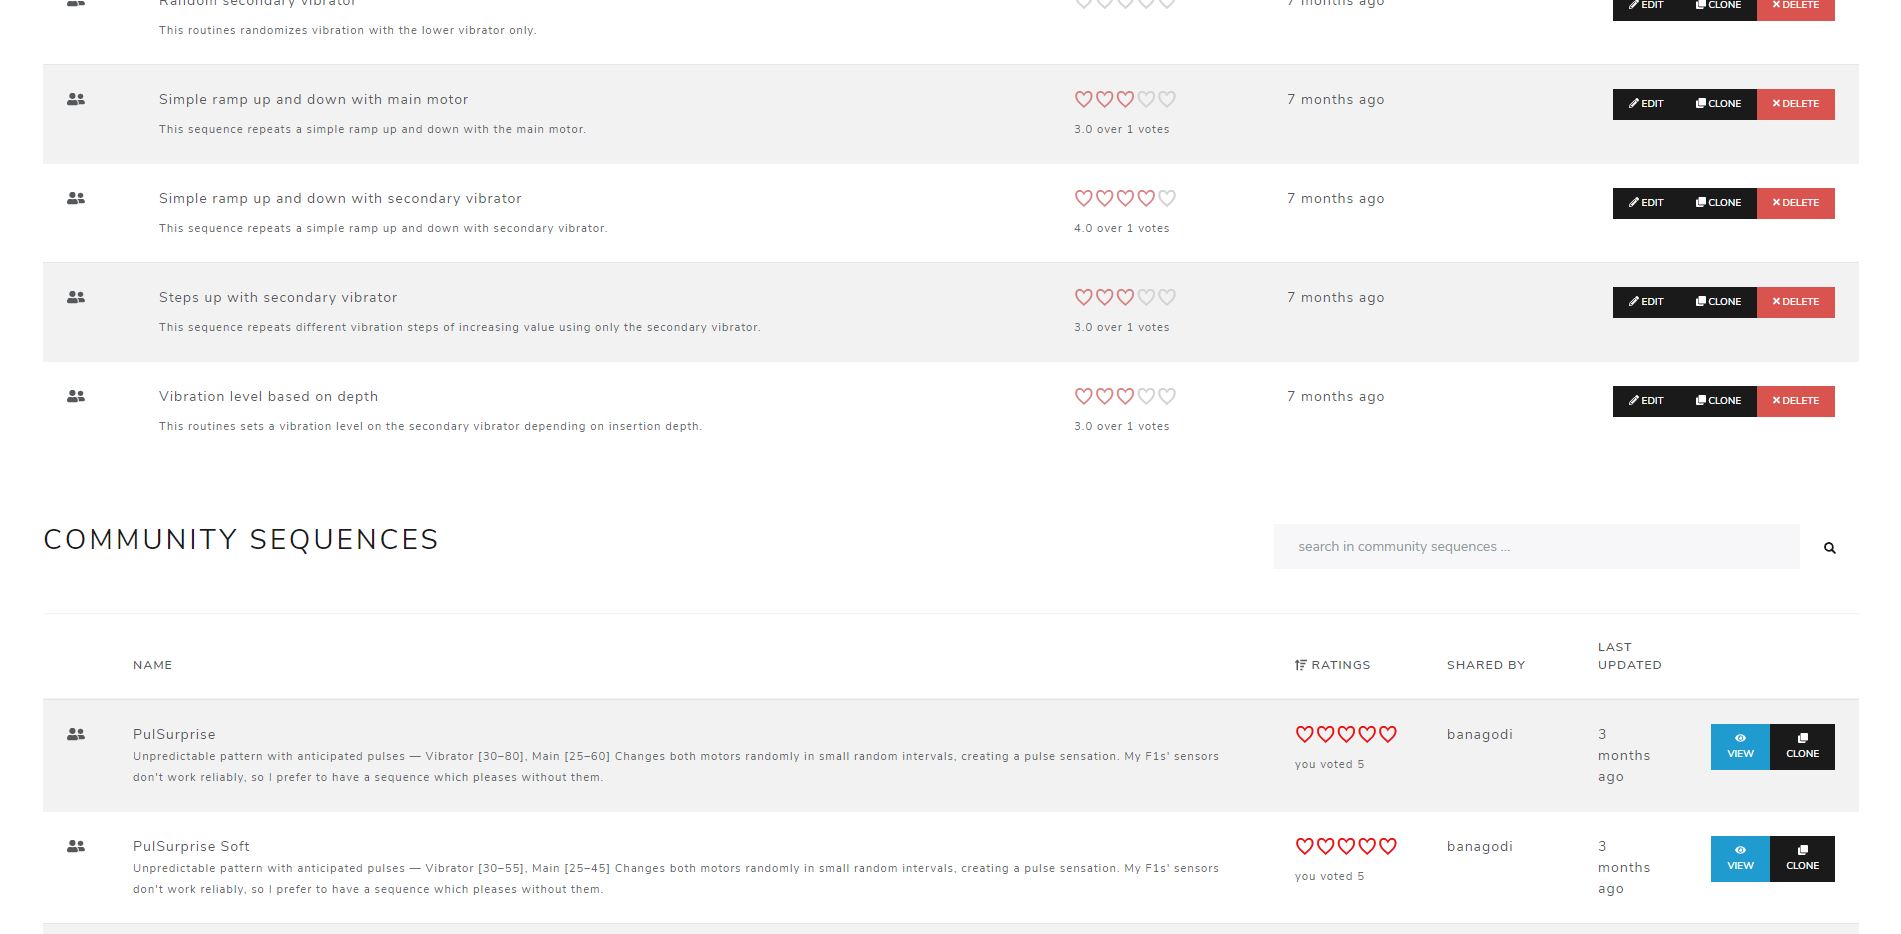 Random secondary vibrator 7 months ago EDIT CLONE DELETE
This routines randomizes vibration with the lower vibrator only.
Simple ramp up and down with main motor 7 months ago EDIT CLONE DELETE
This sequence repeats a simple ramp up and down with the main motor. 3.0 over 1 votes
Simple ramp up and down with secondary vibrator 7 months ago EDIT CLONE DELETE
This sequence repeats a simple ramp up and down with secondary vibrator. 4.0 over 1 votes
Steps up with secondary vibrator 7 months ago EDIT CLONE DELETE
This sequence repeats different vibration steps of increasing value using only the secondary vibrator. 3.0 over 1 votes
Vibration level based on depth 7 months ago EDIT CLONE DELETE
This routines sets a vibration level on the secondary vibrator depending on insertion depth. 3.0 over 1 votes
COMMUNITY SEQUENCES search in community sequences ...
NAME RATINGS SHARED BY LAST
UPDATED
PulSurprise banagodi 3
months
ago
Unpredictable pattern with anticipated pulses — Vibrator [30–80], Main [25–60] Changes both motors randomly in small random intervals, creating a pulse sensation. My F1s' sensors
don't work reliably, so I prefer to have a sequence which pleases without them.
you voted 5
VIEW CLONE
PulSurprise Soft banagodi 3
months
ago
Unpredictable pattern with anticipated pulses — Vibrator [30–55], Main [25–45] Changes both motors randomly in small random intervals, creating a pulse sensation. My F1s' sensors
don't work reliably, so I prefer to have a sequence which pleases without them.
you voted 5
VIEW CLONE